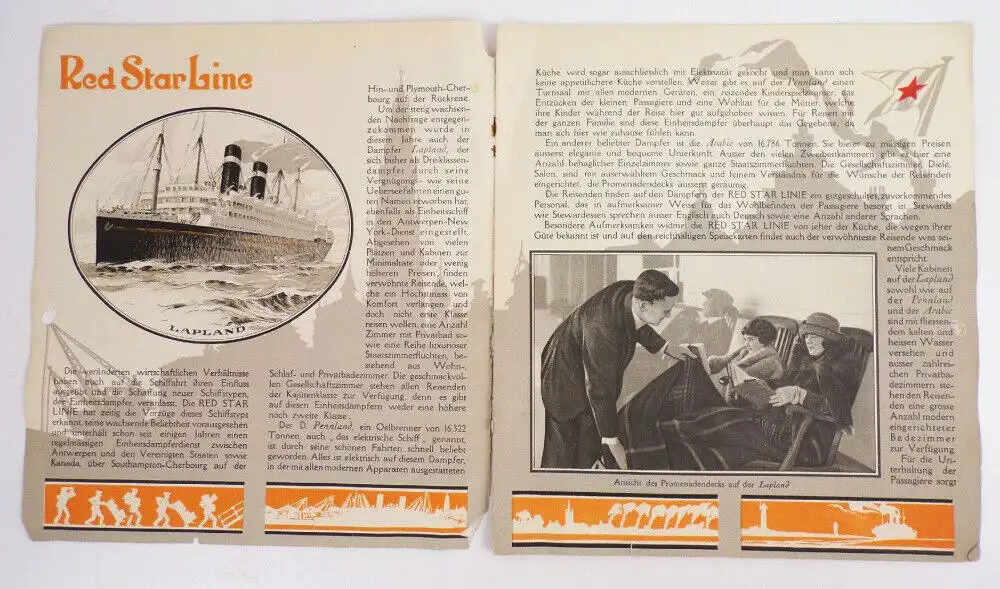 Red Star Line
LAPLAND
Die veränderten wirtschaftlichen Verhältnisse
haben auch auf die Schiffahrt ihren Einfluss
ausgeübt und die Schaffung neuer Schiffstypen,
der Einheitsdampfer, veranlasst. Die RED STAR
LINIE hat zeitig die Vorzüge dieses Schiffstyps
erkannt, seine wachsende Beliebtheit vorausgesehen
und unterhält schon seit einigen Jahren einen
regelmässigen Einheitsdampferdienst zwischen
Antwerpen und den Vereinigten Staaten sowie
Kanada, über Southampton-Cherbourg auf der
Hin- und Plymouth-Cher-
bourg auf der Rückreise.
Um der stetig wachsen-
den Nachfrage entgegen-
zukommen wurde in
diesem Jahre auch der
Dampfer Lapland, der
sich bisher als Dreiklassen-
dampfer durch seine
Vergnügungs- wie seine
Ueberseefahrten einen gu-
ten Namen erworben hat,
ebenfalls als Einheitschiff
in den Antwerpen-New
York-Dienst eingestellt.
Abgesehen von vielen
Plätzen und Kabinen zur
Minimalrate oder wenig
höheren Preisen, finden
verwöhnte Reisende, wel-
che ein Höchstmass von
Komfort verlangen und
doch nicht erste Klasse
reisen wollen, eine Anzahl
Zimmer mit Privatbad so-
wie eine Reihe luxuriöser
Staatszimmerfluchten, be-
stehend aus Wohn-,
Schlaf- und Privatbadezimmer. Die geschmackvol-
len Gesellschaftzimmer stehen allen Reisenden
der Kajütenklasse zur Verfügung, denn es gibt
auf diesen Einheitsdampfern weder eine höhere
noch zweite Klasse.
Der D. Pennland, ein Oelbrenner von 16,322
Tonnen, auch „das elektrische Schiff" genannt,
ist durch seine schönen Fahrten schnell beliebt
geworden. Alles ist elektrisch auf diesem Dampfer,
in der mit allen modernen Apparaten ausgestatteten
Küche wird sogar ausschliesslich mit Elektrizität gekocht und man kann sich
keine appetitlichere Küche vorstellen. Weiter gibt es auf der Pennland einen
Turnsaal mit allen modernen Geräten, ein reizendes Kinderspielzimmer, das
Entzücken der kleinen Passagiere und eine Wohltat für die Mütter, welche
ihre Kinder während der Reise hier gut aufgehoben wissen. Für Reisen mit
der ganzen Familie sind diese Einheitsdampfer überhaupt das Gegebene, da
man sich hier wie zuhause fühlen kann.
Ein anderer beliebter Dampfer ist die Arabic von 16,786 Tonnen. Sie bietet zu mässigen Preisen
äusserst elegante und bequeme Unterkunft. Ausser den vielen Zweibettkabinen gibt es hier eine
Anzahl behaglicher Einzelzimmer sowie ganze Staatszimmerfluchten. Die Gesellschaftzimmer, Diele,
Salon, sind mit auserwähltem Geschmack und feinem Verständnis für die Wünsche der Reisenden
eingerichtet, die Promenadendecks äusserst geräumig.
Die Reisenden finden auf den Dampfern der RED STAR LINIE ein gutgeschultes, zuvorkommendes
Personal, das in aufmerksamer Weise um das Wohlbefinden der Passagere besorgt ist. Stewards
wie Stewardessen sprechen ausser Englisch auch Deutsch sowie eine Anzahl anderer Sprachen.
Besondere Aufmerksamkeit widmet die RED STAR LINIE von jeher der Küche, die wegen ihrer
Güte bekannt ist und auf den reichhaltigen Speisekarten findet auch der verwöhnteste Reisende was sei-
nem Geschmack
entspricht.
Viele Kabinen
auf der Lapland
sowohl wie auf
der Pennland
und der Arabic
sind mit fliessen-
dem kalten und
heissen Wasser
versehen und
ausser zahl-
reichen Privat-
badezimmern ste-
hen den Reisen-
den eine grosse
Anzahl modern
eingerichteter
Badezimmer
zur Verfügung.
Für die Un-
terhaltung der
Passagiere sorgt
Ansicht des Promenadendecks auf der Lapland